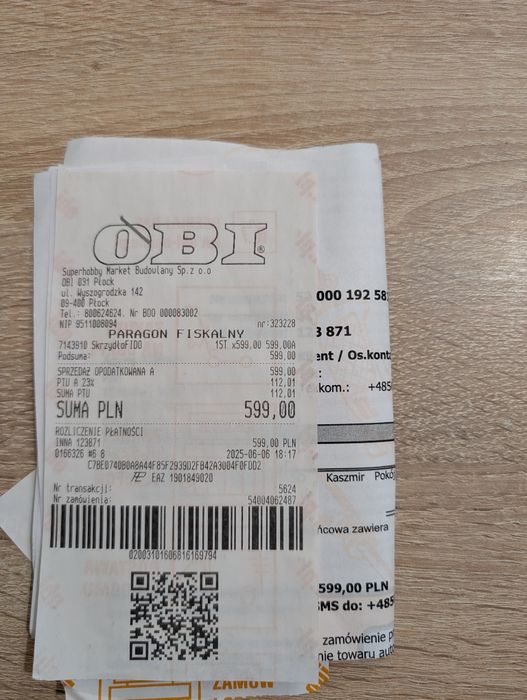 OBI®
Superhobby Market Budowlany Sp.z o.o
OBI 031 Płock
ul. Wyszogrodzka 142
09-400 Płock
Tel.: 800624624. Nr BDO 000083002
NIP 9511008094 nr:323228
PARAGON FISKALNY
7143910 SkrzydłoFIDO 1ST x599,00 599,00A
Podsuma: 599,00
SPRZEDAŻ OPODATKOWANA A 599,00
PTU A 23% 112,01
SUMA PTU 112,01
SUMA PLN 599,00
ROZLICZENIE PŁATNOŚCI
INNA 123871 599,00 PLN
0166326 #6 8 2025-06-06 18:17
EAZ 1901849020
Nr transakcji: 5624
Nr zamówienia: 54004062487
02003101606816169794
000 192 58
3 871
ent / Os.kont
:
.kom.: +485
Kaszmir Pokój
ńcowa zawiera
599,00 PLN
SMS do: +485
zamówienie p
nie towaru auto
ZAMÓW